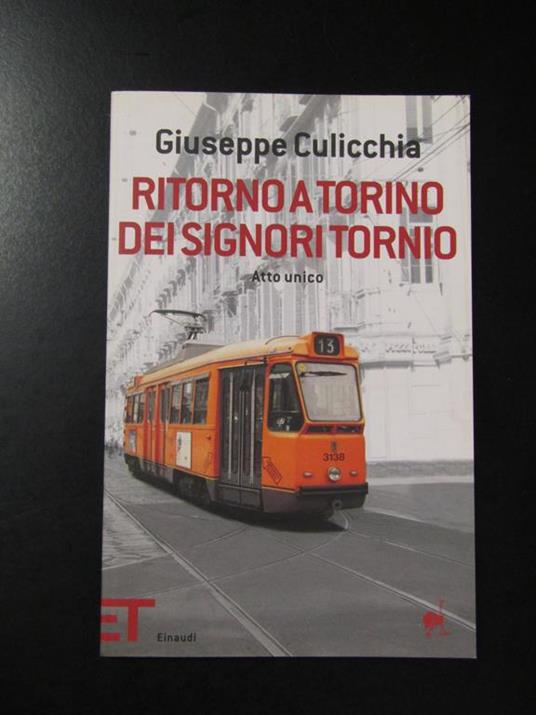 Giuseppe Culicchia
RITORNO A TORINO
DEI SIGNORI TORNIO
Atto unico
13
3138
ET
Einaudi